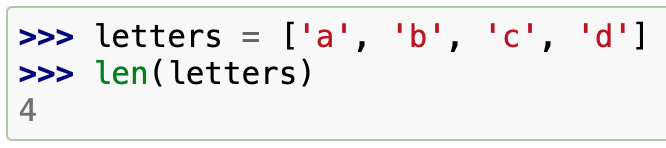 >>> letters = ['a', 'b', 'c', 'd']
>>> len(letters)
4